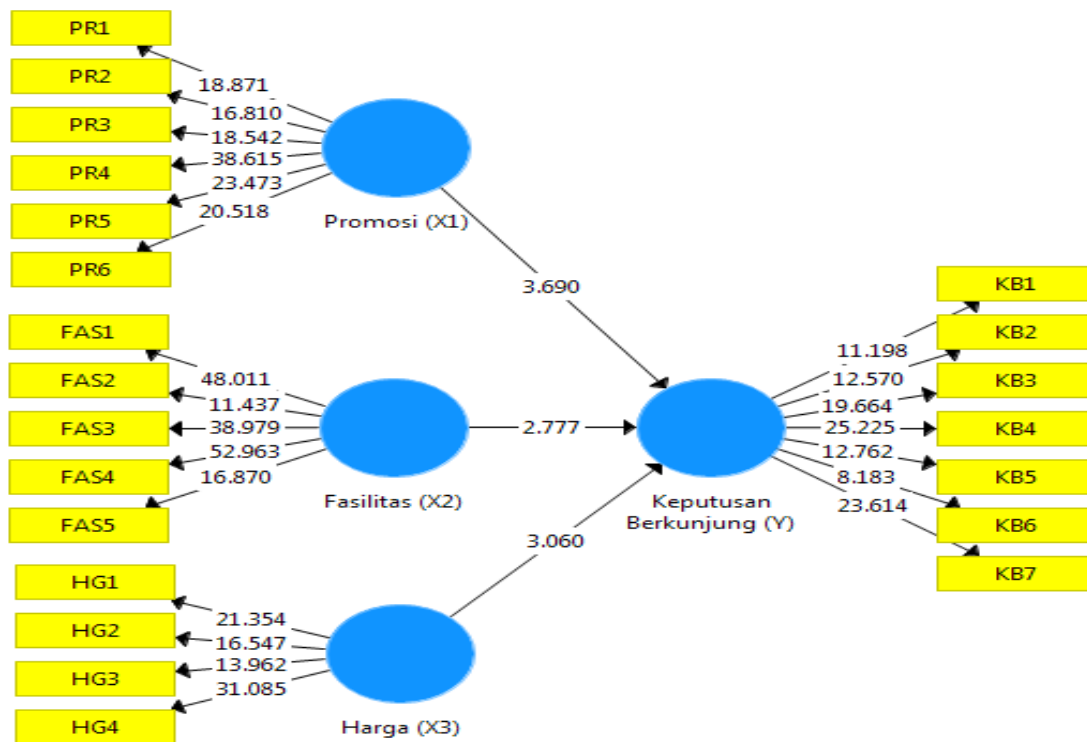 PR1
PR2
PR3
PR4
PR5
PR6
18.871
16.810
18.542
38.615
23.473
20.518
Promosi (X1)
3.690
FAS1
FAS2
FAS3
FAS4
FAS5
48.011
11.437
38.979
52.963
16.870
Fasilitas (X2)
2.777
HG1
HG2
HG3
HG4
21.354
16.547
13.962
31.085
Harga (X3)
3.060
Keputusan
Berkunjung (Y)
11.198
12.570
19.664
25.225
12.762
8.183
23.614
KB1
KB2
KB3
KB4
KB5
KB6
KB7